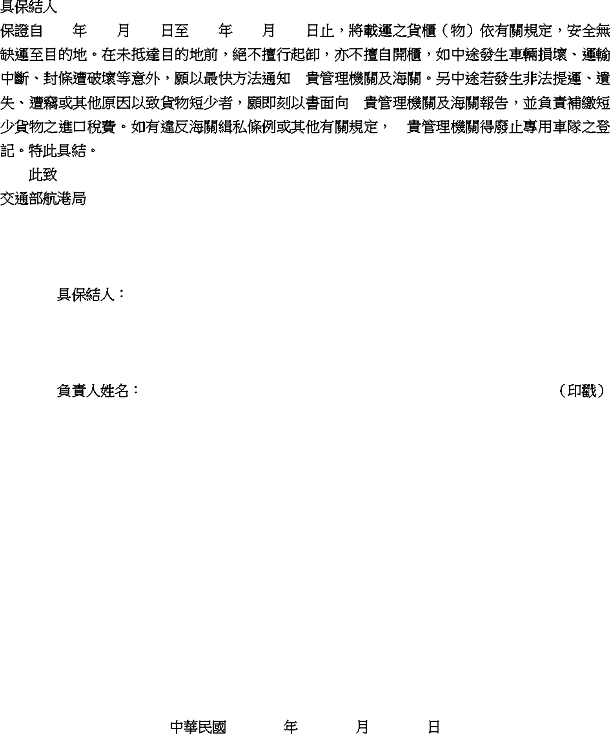 具保結人
保證自　　年　　月　　日至　　年　　月　　日止，將載運之貨櫃（物）依有關規定，安全無
缺運至目的地。在未抵達目的地前，絕不擅行起卸，亦不擅自開櫃，如中途發生車輛損壞、運輸
中斷、封條遭破壞等意外，願以最快方法通知　貴管理機關及海關。另中途若發生非法提運、遺
失、遭竊或其他原因以致貨物短少者，願即刻以書面向　貴管理機關及海關報告，並負責補繳短
少貨物之進口稅費。如有違反海關緝私條例或其他有關規定，　貴管理機關得廢止專用車隊之登
記。特此具結。
此致
交通部航港局
具保結人：
負責人姓名：　　　　（印戳）
中華民國　　　　年　　　　月　　　　日